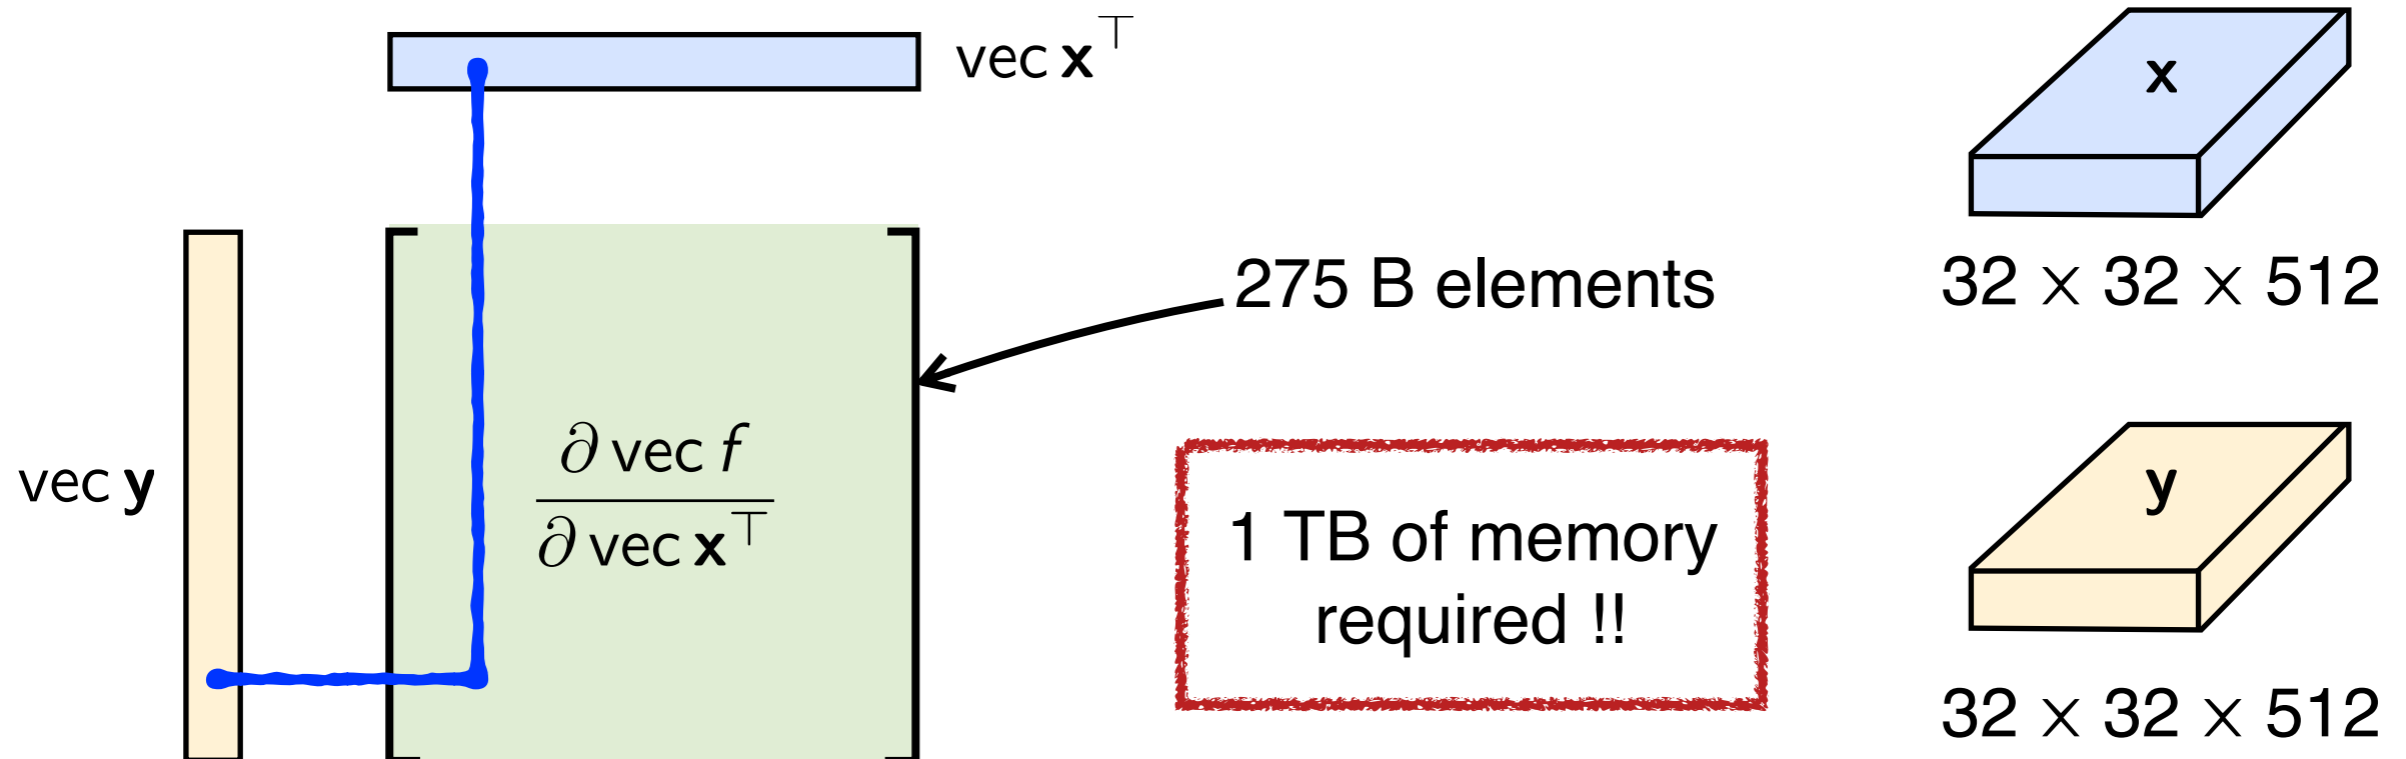 vec x⊤
x
275 B elements
32 × 32 × 512
vec y
∂ vec f
∂ vec x⊤
1 TB of memory
required !!
y
32 × 32 × 512